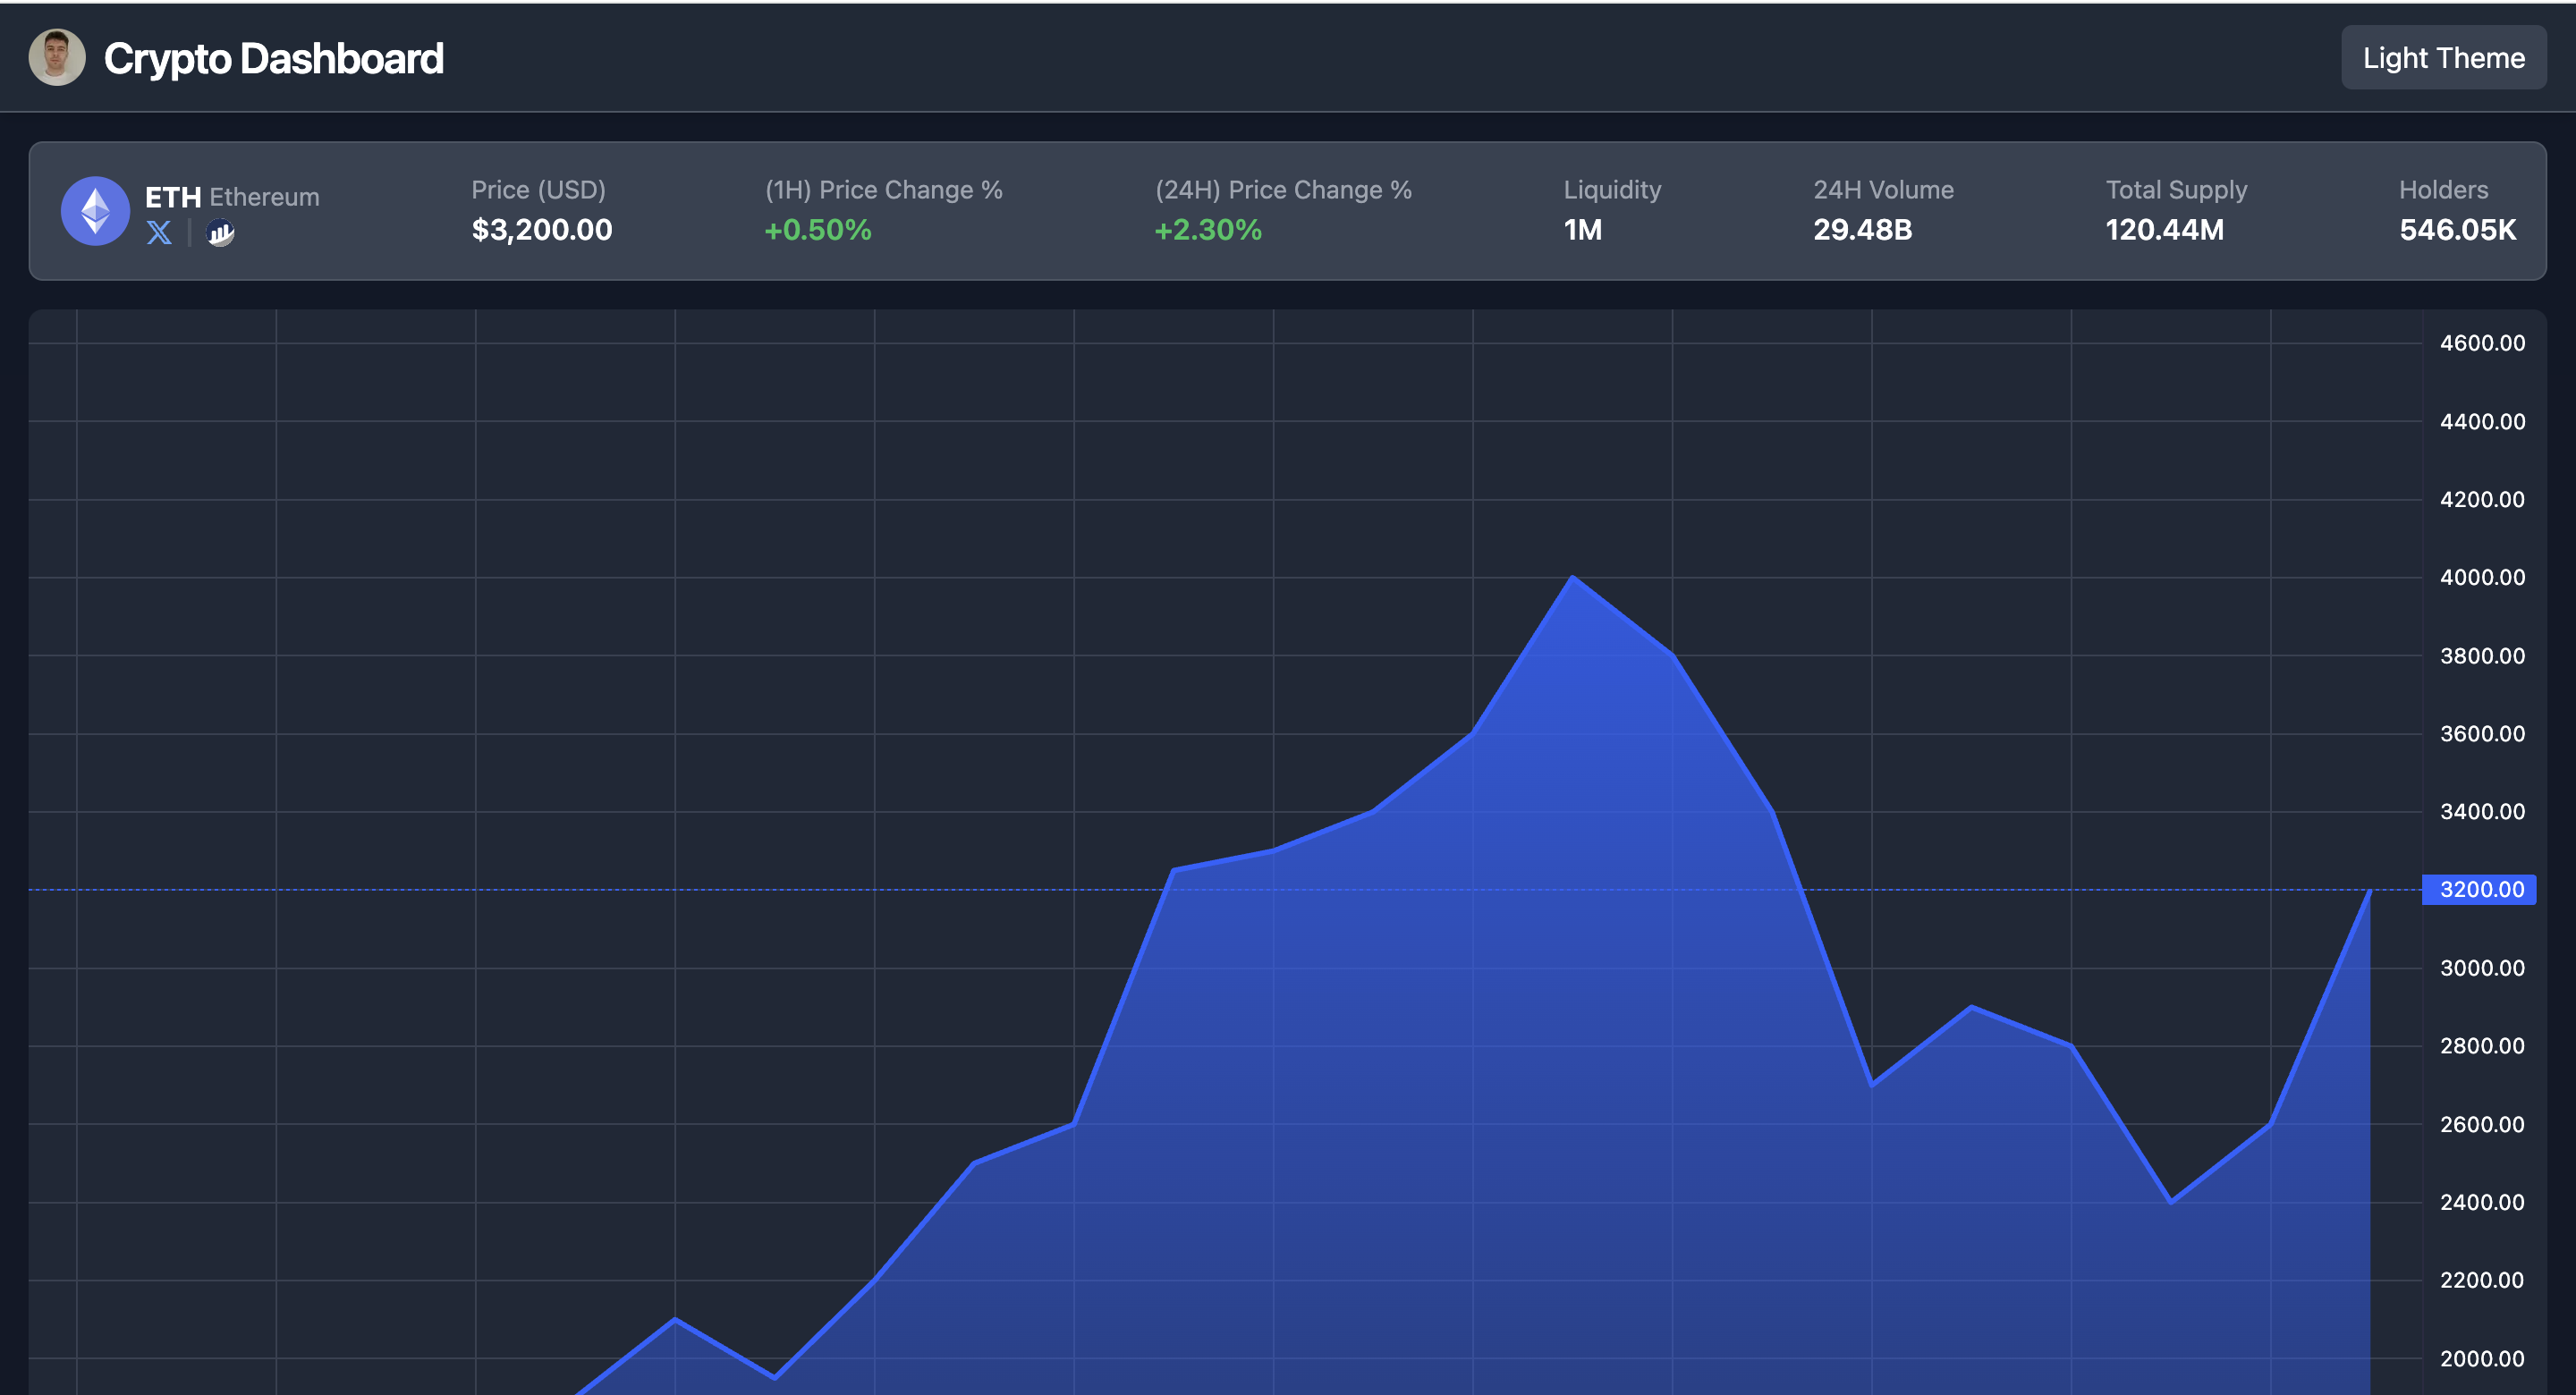 Crypto Dashboard
Light Theme
ETH Ethereum
Price (USD)
$3,200.00
(1H) Price Change %
+0.50%
(24H) Price Change %
+2.30%
Liquidity
1M
24H Volume
29.48B
Total Supply
120.44M
Holders
546.05K
4600.00
4400.00
4200.00
4000.00
3800.00
3600.00
3400.00
3200.00
3000.00
2800.00
2600.00
2400.00
2200.00
2000.00